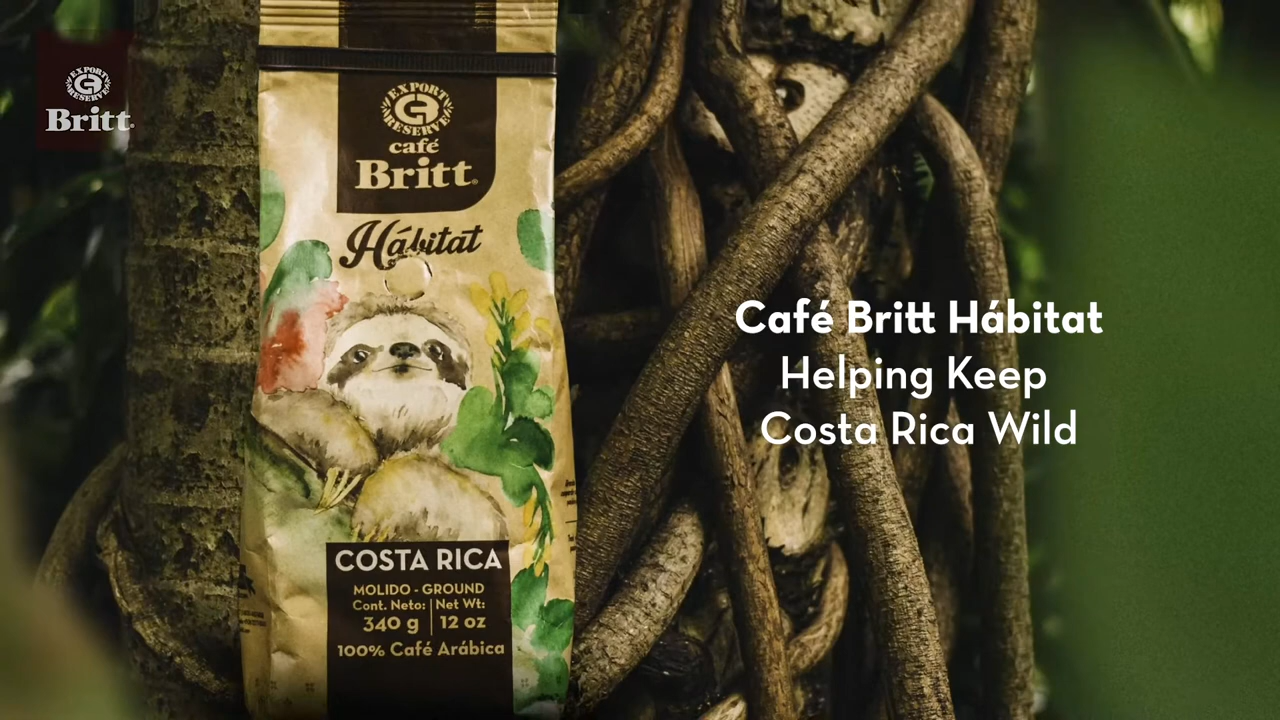 EXPORT
RESERVE
Britt
EXPORT
RESERVE
café
Britt
Hábitat
COSTA RICA
MOLIDO - GROUND
Cont. Neto: Net Wt:
340 g 12 oz
100% Café Arábica
Café Britt Hábitat
Helping Keep
Costa Rica Wild